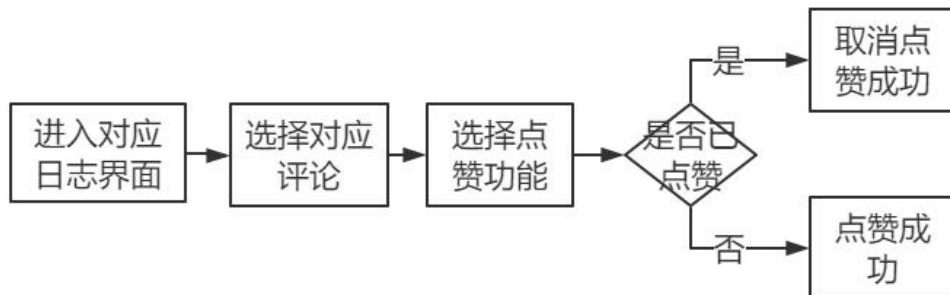 进入对应
日志界面
选择对应
评论
选择点
赞功能
是否已
点赞
是
取消点
赞成功
否
点赞成
功